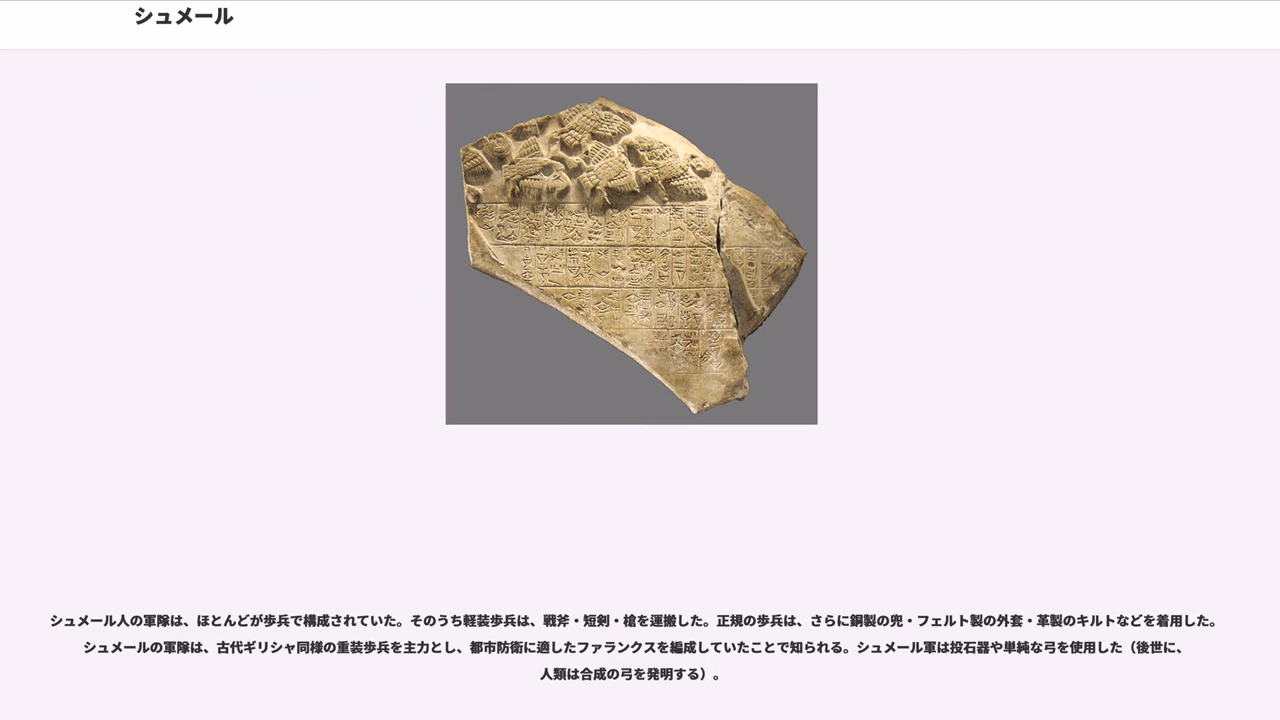 シュメール
シュメール人の軍隊は、ほとんどが歩兵で構成されていた。そのうち軽装歩兵は、戦斧・短剣・槍を運搬した。正規の歩兵は、さらに銅製の兜・フェルト製の外套・革製のキルトなどを着用した。
シュメールの軍隊は、古代ギリシャ同様の重装歩兵を主力とし、都市防衛に適したファランクスを編成していたことで知られる。シュメール軍は投石器や単純な弓を使用した（後世に、
人類は合成の弓を発明する）。